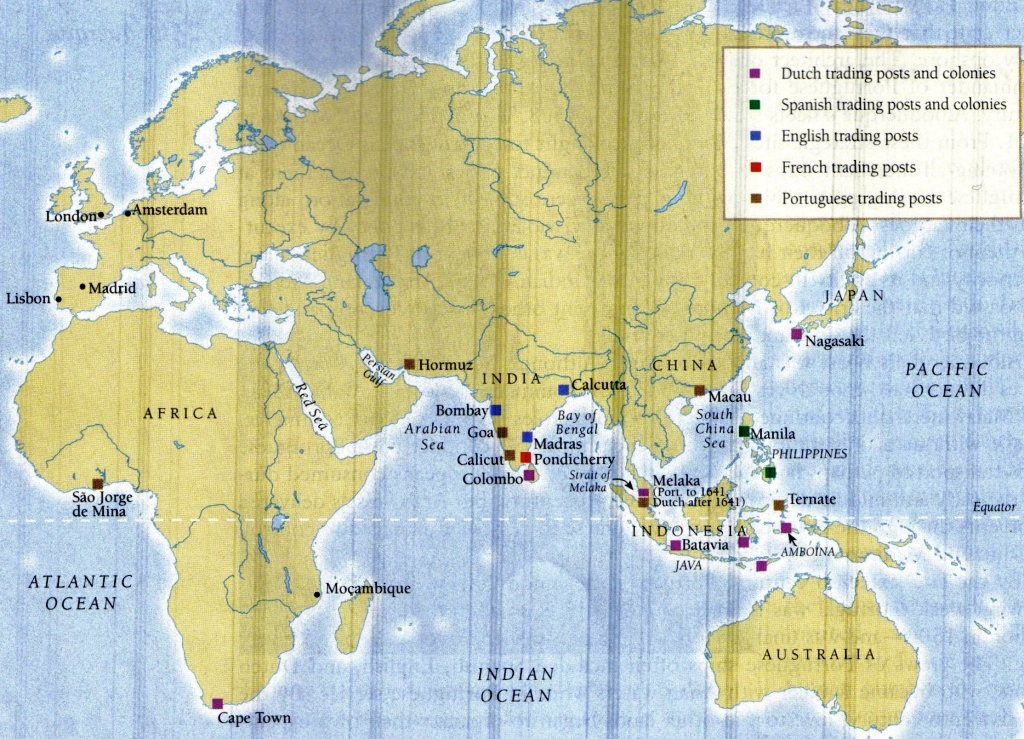 Dutch trading posts and colonies
Spanish trading posts and colonies
English trading posts
French trading posts
Portuguese trading posts
London
Amsterdam
Madrid
Lisbon
JAPAN
Nagasaki
PACIFIC
OCEAN
Persian
Gulf
Hormuz
INDIA
CHINA
Calcutta
Macau
Red Sea
AFRICA
Bombay
Arabian
Sea
Goa
Bay of
Bengal
South
China
Sea
Manila
Madras
Calicut
Pondicherry
PHILIPPINES
Colombo
Strait of
Melaka
Melaka
(Port. to 1641,
Dutch after 1641)
São Jorge
de Mina
Ternate
Equator
INDONESIA
Batavia
AMBOINA
JAVA
ATLANTIC
OCEAN
Moçambique
AUSTRALIA
INDIAN
OCEAN
Cape Town